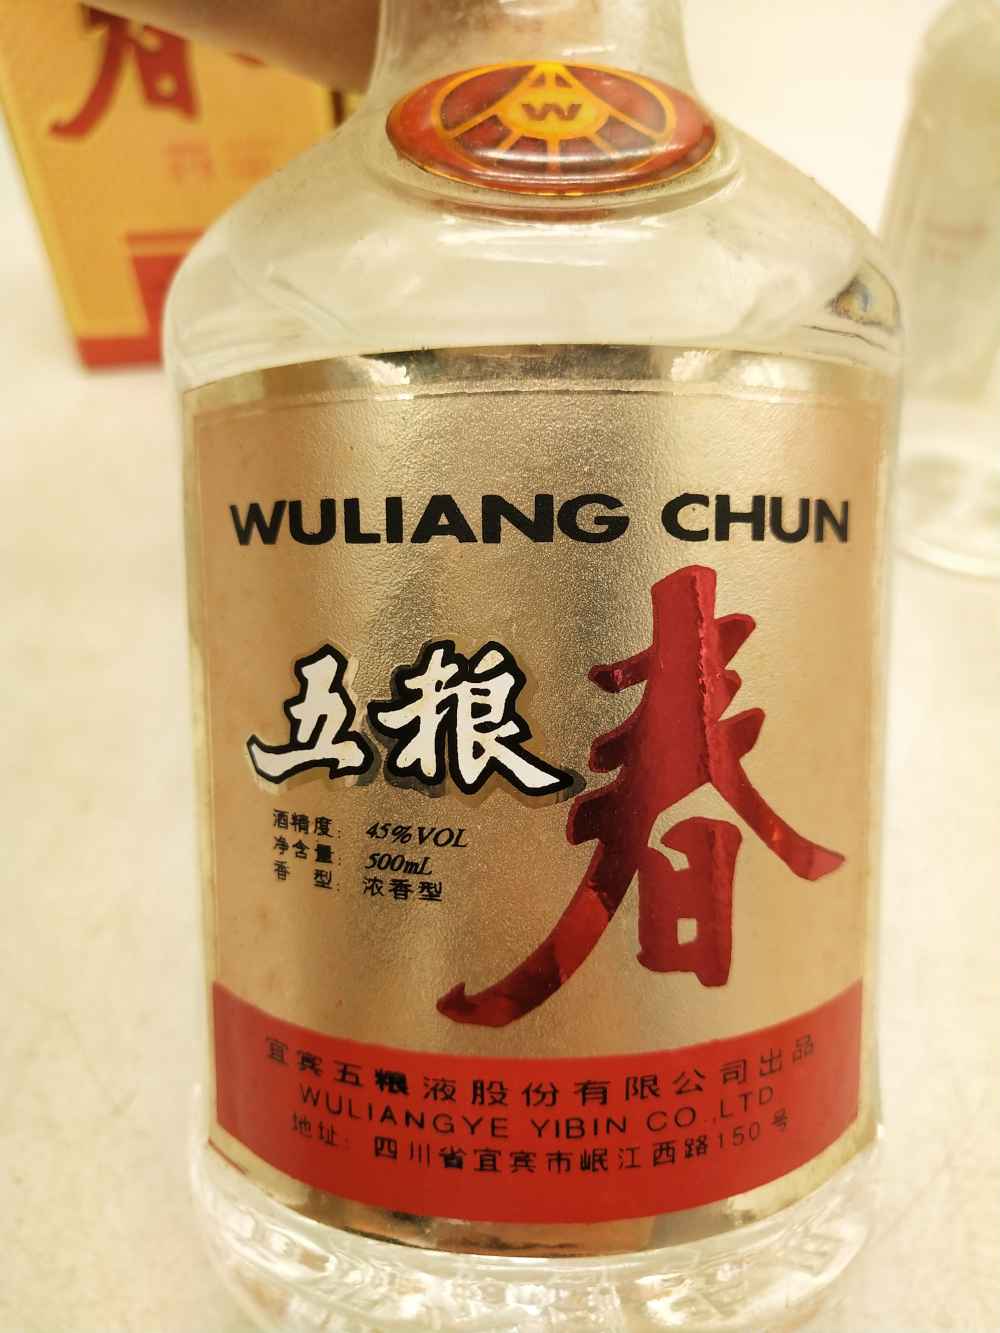 春
W
WULIANG CHUN
五粮春
酒精度: 45%VOL
净含量: 500mL
香 型: 浓香型
宜宾五粮液股份有限公司出品
WULIANGYE YIBIN CO.,LTD
地址: 四川省宜宾市岷江西路150号